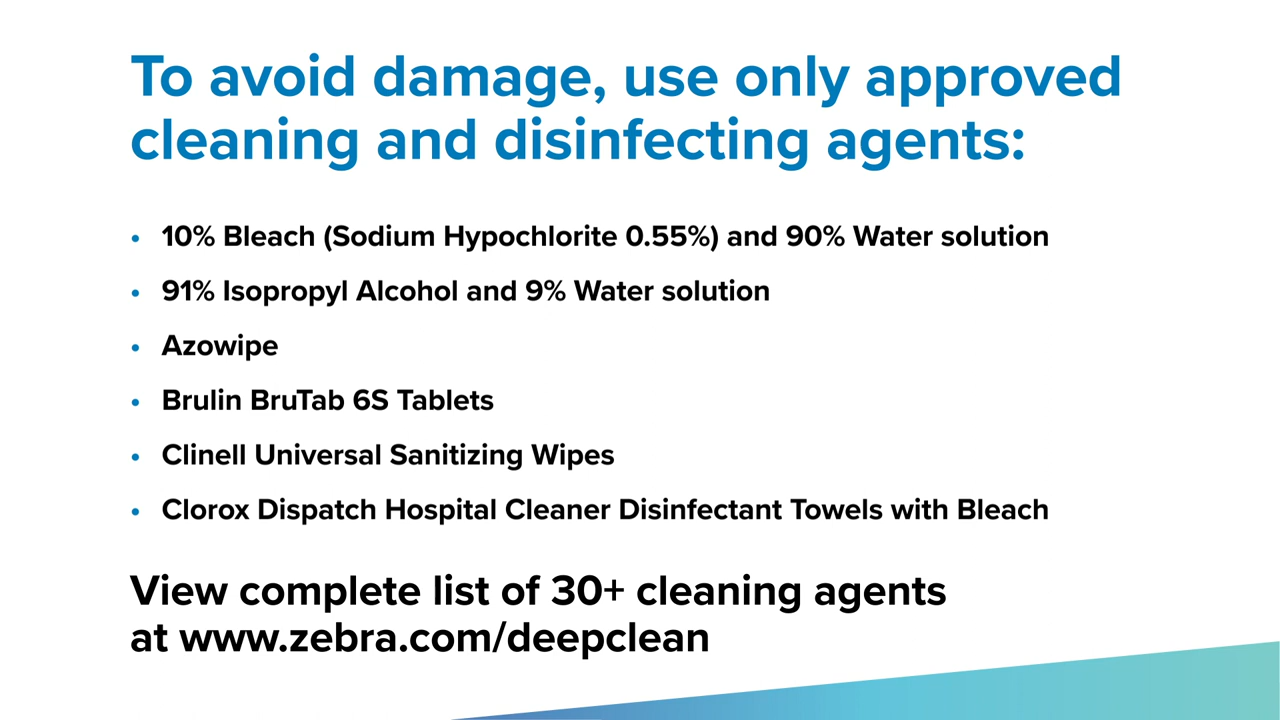 To avoid damage, use only approved
cleaning and disinfecting agents:
• 10% Bleach (Sodium Hypochlorite 0.55%) and 90% Water solution
• 91% Isopropyl Alcohol and 9% Water solution
• Azowipe
• Brulin BruTab 6S Tablets
• Clinell Universal Sanitizing Wipes
• Clorox Dispatch Hospital Cleaner Disinfectant Towels with Bleach
View complete list of 30+ cleaning agents
at www.zebra.com/deepclean